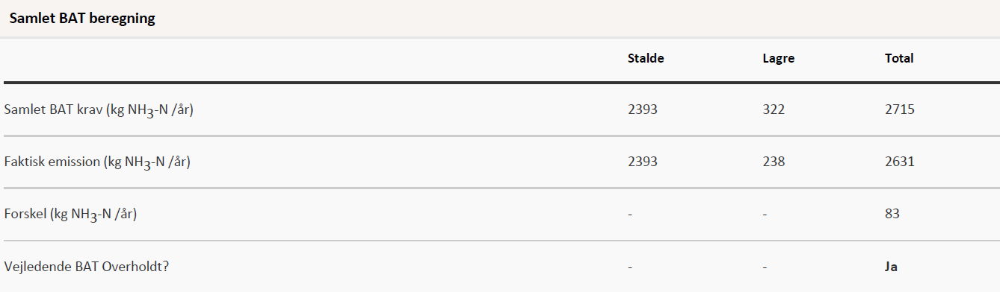 Samlet BAT beregning
Stalde Lagre Total
Samlet BAT krav (kg NH3-N /år) 2393 322 2715
Faktisk emission (kg NH3-N /år) 2393 238 2631
Forskel (kg NH3-N /år) - - 83
Vejledende BAT Overholdt? - - Ja